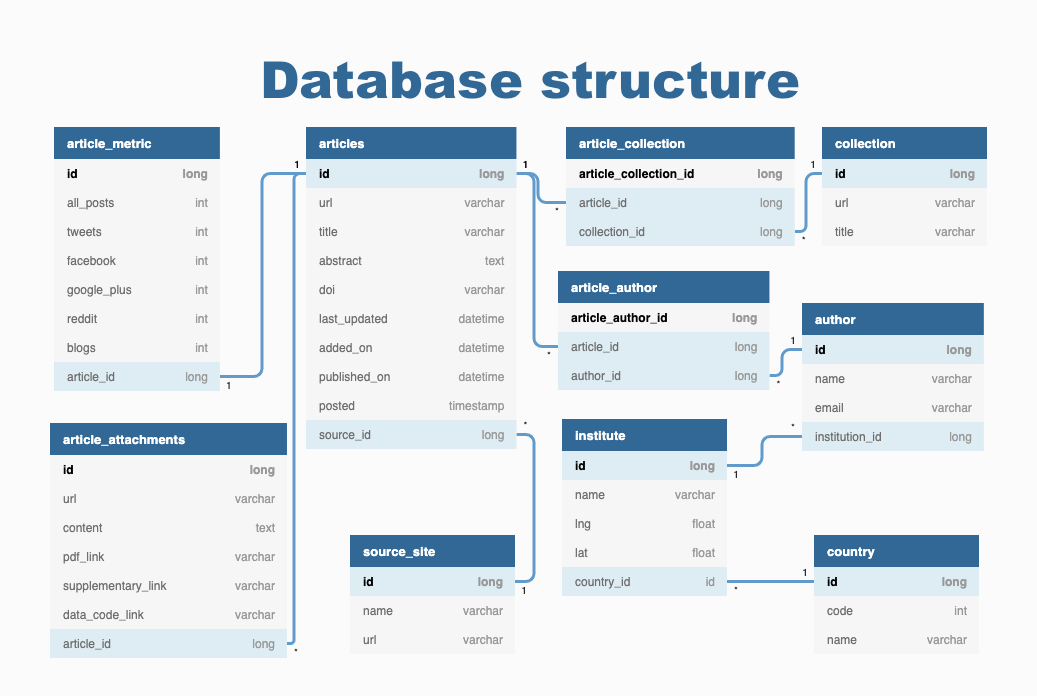 Database structure
article_metric
id long
all_posts int
tweets int
facebook int
google_plus int
reddit int
blogs int
article_id long
1
1
articles
id long
url varchar
title varchar
abstract text
doi varchar
last_updated datetime
added_on datetime
published_on datetime
posted timestamp
source_id long
1
*
article_collection
article_collection_id long
article_id long
collection_id long
*
*
1
collection
id long
url varchar
title varchar
article_author
article_author_id long
article_id long
author_id long
*
*
1
author
id long
name varchar
email varchar
institution_id long
*
article_attachments
id long
url varchar
content text
pdf_link varchar
supplementary_link varchar
data_code_link varchar
article_id long
*
source_site
id long
name varchar
url varchar
1
institute
id long
name varchar
lng float
lat float
country_id id
1
*
1
country
id long
code int
name varchar